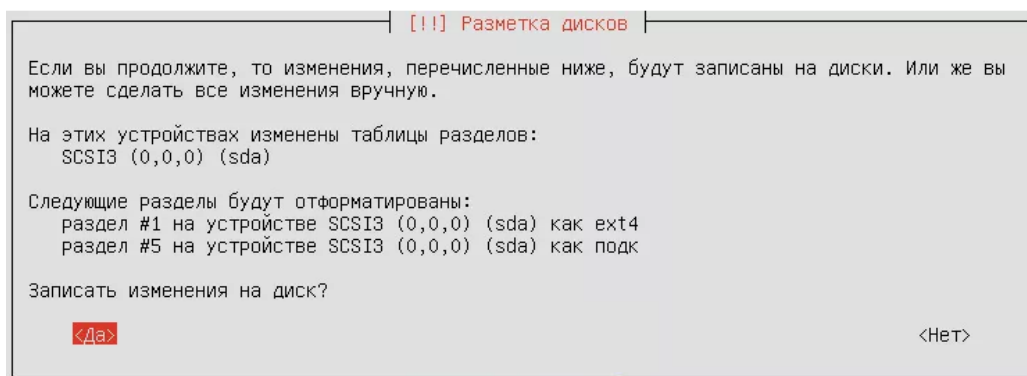 [!!] Разметка дисков
Если вы продолжите, то изменения, перечисленные ниже, будут записаны на диски. Или же вы
можете сделать все изменения вручную.
На этих устройствах изменены таблицы разделов:
SCSI3 (0,0,0) (sda)
Следующие разделы будут отформатированы:
раздел #1 на устройстве SCSI3 (0,0,0) (sda) как ext4
раздел #5 на устройстве SCSI3 (0,0,0) (sda) как подк
Записать изменения на диск?
<Да> <Нет>